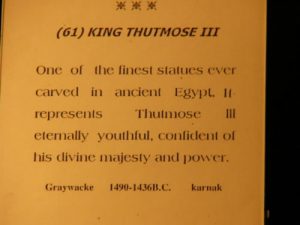 (61) KING THUTMOSE III
One of the finest statues ever
carved in ancient Egypt. It
represents Thutmose III
eternally youthful, confident of
his divine majesty and power.
Graywacke 1490-1436B.C. karnak